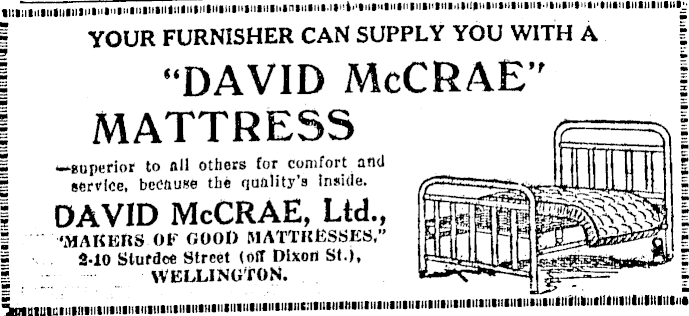 YOUR FURNISHER CAN SUPPLY YOU WITH A
"DAVID McCRAE"
MATTRESS
—superior to all others for comfort and
service, because the quality's inside.
DAVID McCRAE, Ltd.,
"MAKERS OF GOOD MATTRESSES,"
2-10 Sturdee Street (off Dixon St.),
WELLINGTON.